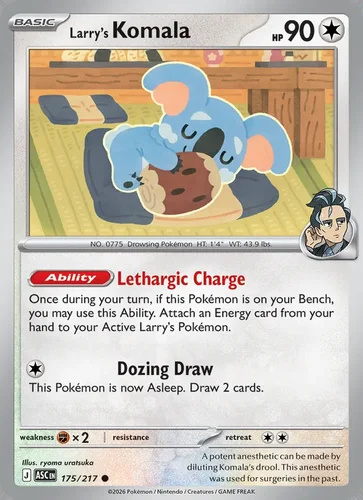 BASIC
Larry's Komala HP 90
NO. 0775 Drowsing Pokémon HT: 1'4" WT: 43.9 lbs.
Ability Lethargic Charge
Once during your turn, if this Pokémon is on your Bench,
you may use this Ability. Attach an Energy card from your
hand to your Active Larry's Pokémon.
Dozing Draw
This Pokémon is now Asleep. Draw 2 cards.
weakness ×2 resistance retreat
Illus. ryoma uratsuka
J ASC EN 175/217
A potent anesthetic can be made by
diluting Komala's drool. This anesthetic
was used for surgeries in the past.
©2026 Pokémon / Nintendo / Creatures / GAME FREAK